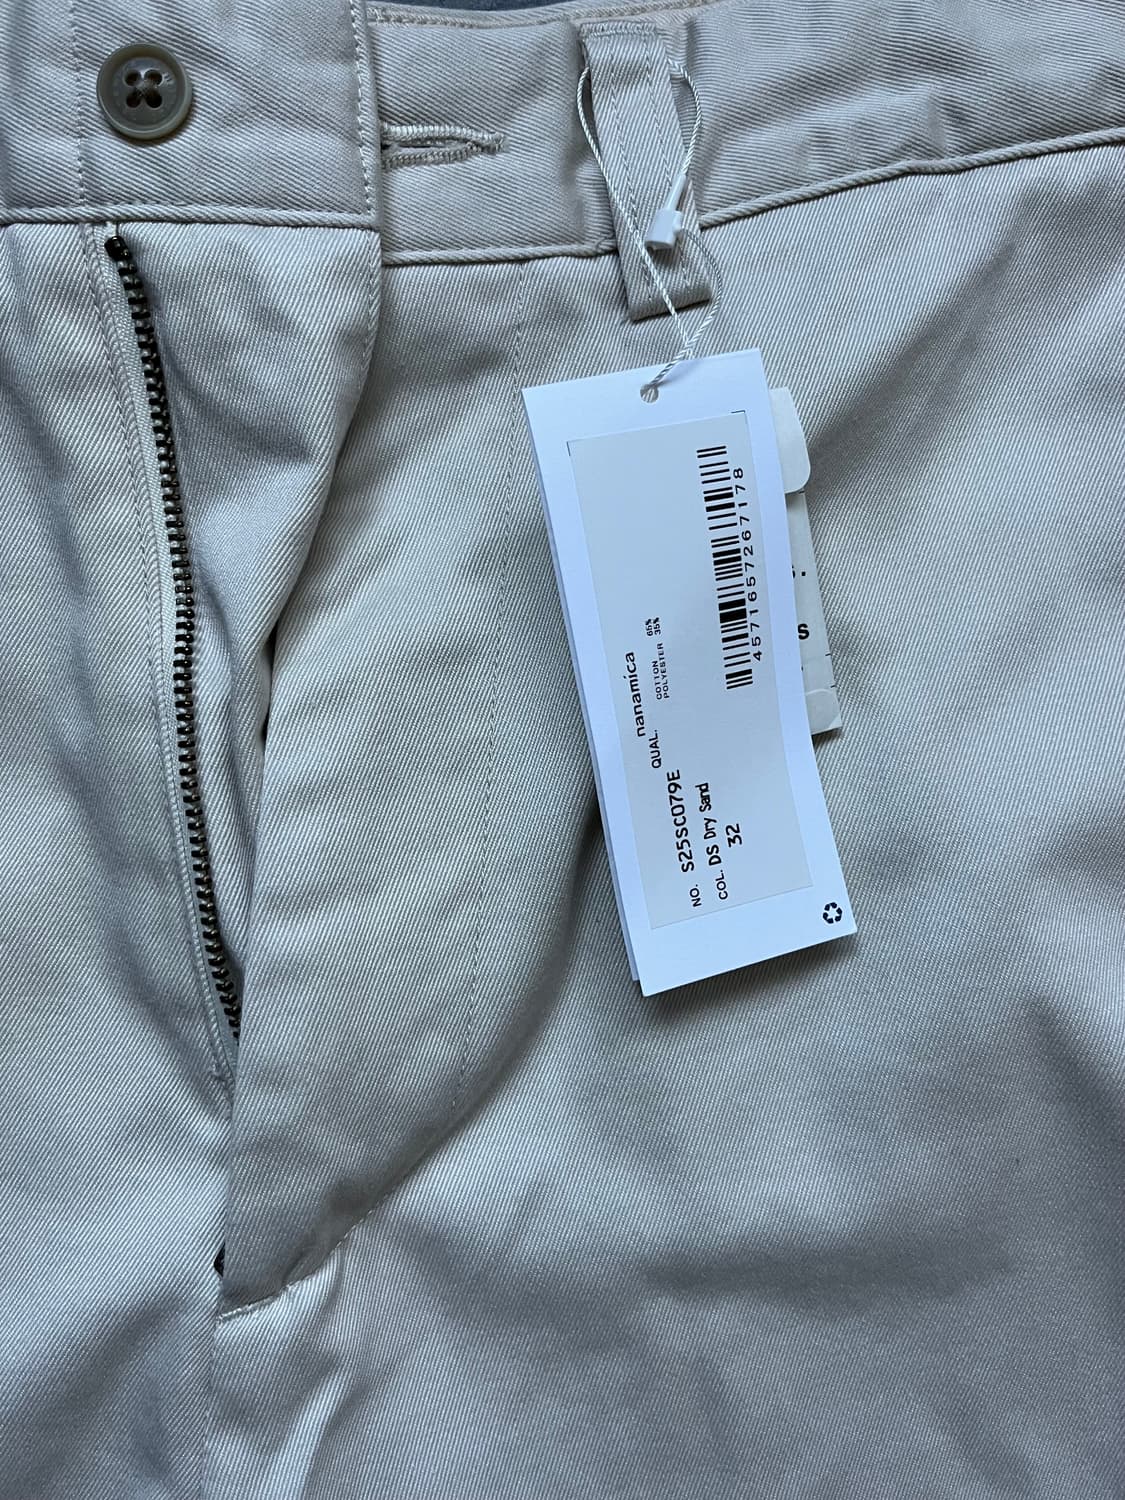 nanamica
QUAL. COTTON 65%
POLYESTER 35%
NO. S25SC079E
COL. DS Dry Sand
32
4571657267178
S